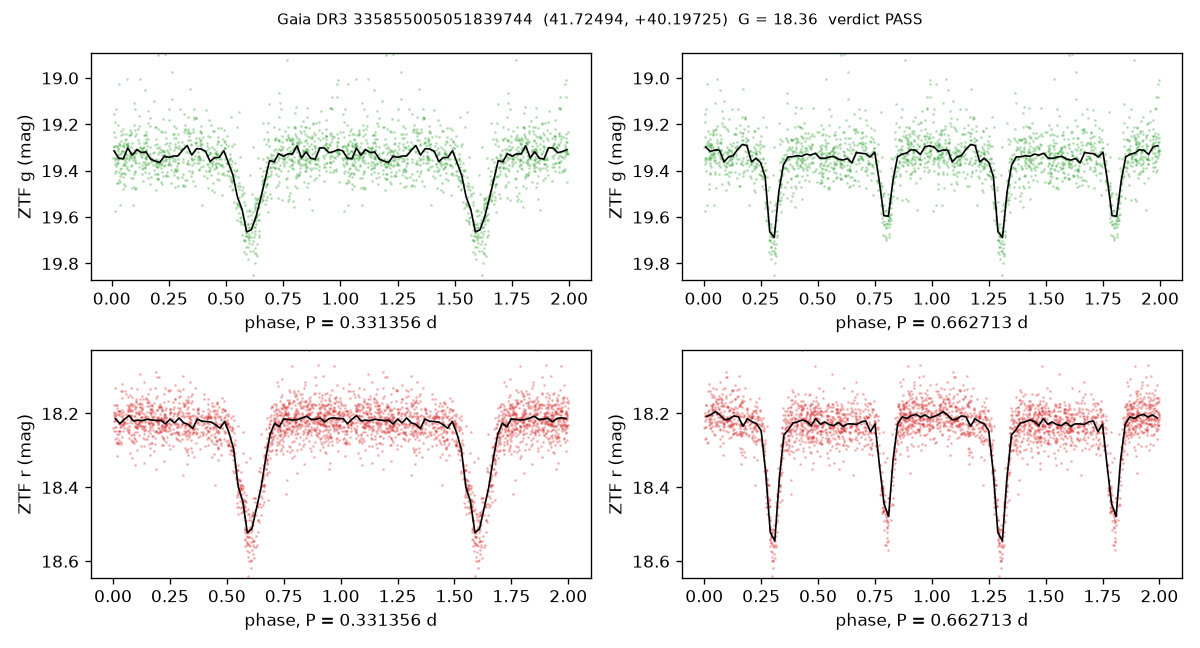 Gaia DR3 335855005051839744  (41.72494, +40.19725)  G = 18.36  verdict PASS
ZTF g (mag)
19.0
19.2
19.4
19.6
19.8
0.00 0.25 0.50 0.75 1.00 1.25 1.50 1.75 2.00
phase, P = 0.331356 d
ZTF g (mag)
19.0
19.2
19.4
19.6
19.8
0.00 0.25 0.50 0.75 1.00 1.25 1.50 1.75 2.00
phase, P = 0.662713 d
ZTF r (mag)
18.2
18.4
18.6
0.00 0.25 0.50 0.75 1.00 1.25 1.50 1.75 2.00
phase, P = 0.331356 d
ZTF r (mag)
18.2
18.4
18.6
0.00 0.25 0.50 0.75 1.00 1.25 1.50 1.75 2.00
phase, P = 0.662713 d